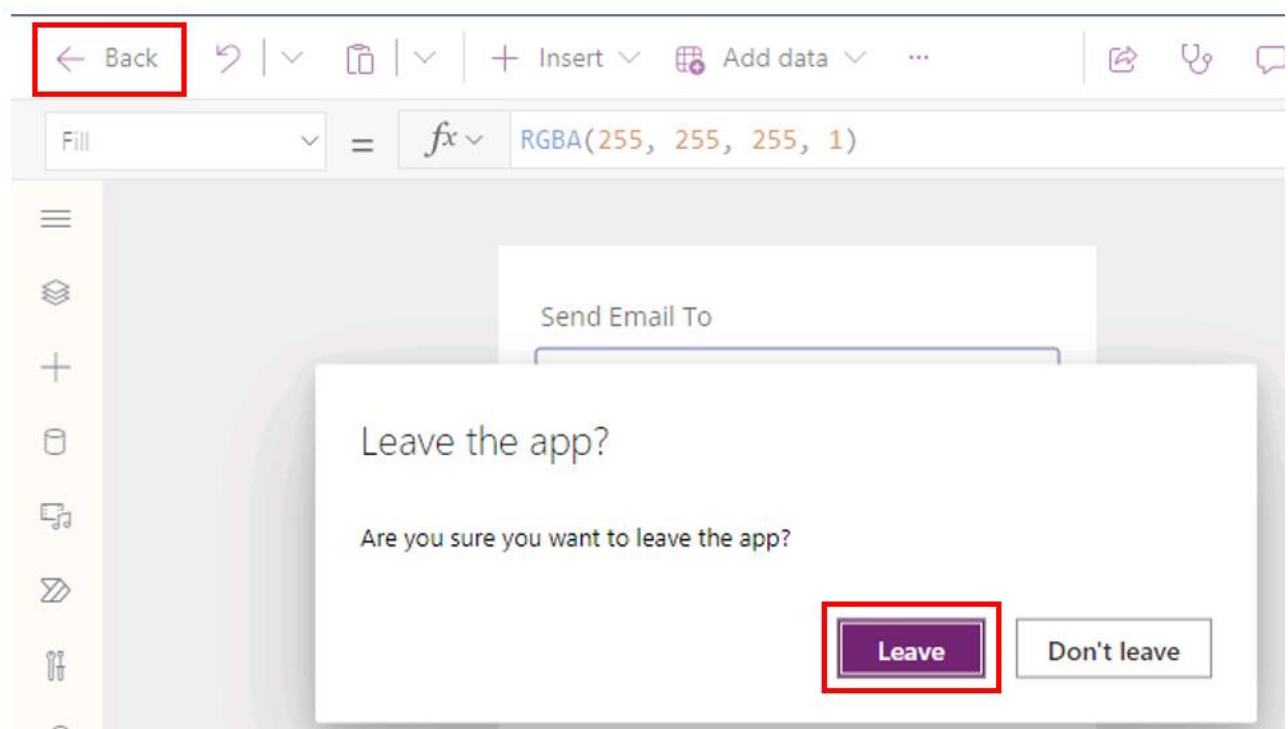 Back Insert Add data ...
Fill = fx RGBA(255, 255, 255, 1)
Send Email To
Leave the app?
Are you sure you want to leave the app?
Leave Don't leave